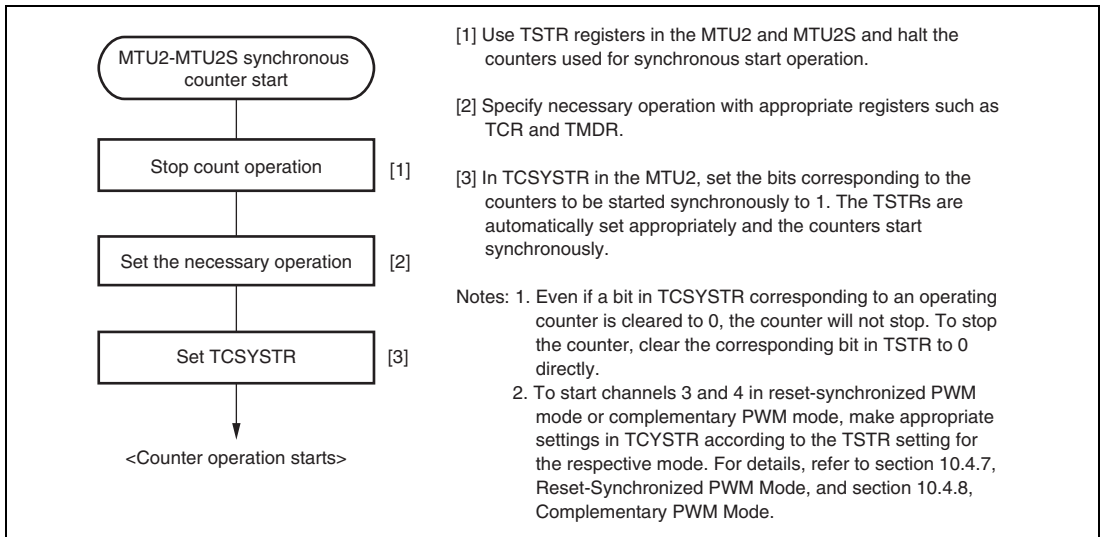 MTU2-MTU2S synchronous
counter start
Stop count operation
[1]
Set the necessary operation
[2]
Set TCSYSTR
[3]
<Counter operation starts>
[1] Use TSTR registers in the MTU2 and MTU2S and halt the
counters used for synchronous start operation.
[2] Specify necessary operation with appropriate registers such as
TCR and TMDR.
[3] In TCSYSTR in the MTU2, set the bits corresponding to the
counters to be started synchronously to 1. The TSTRs are
automatically set appropriately and the counters start
synchronously.
Notes: 1. Even if a bit in TCSYSTR corresponding to an operating
counter is cleared to 0, the counter will not stop. To stop
the counter, clear the corresponding bit in TSTR to 0
directly.
2. To start channels 3 and 4 in reset-synchronized PWM
mode or complementary PWM mode, make appropriate
settings in TCYSTR according to the TSTR setting for
the respective mode. For details, refer to section 10.4.7,
Reset-Synchronized PWM Mode, and section 10.4.8,
Complementary PWM Mode.